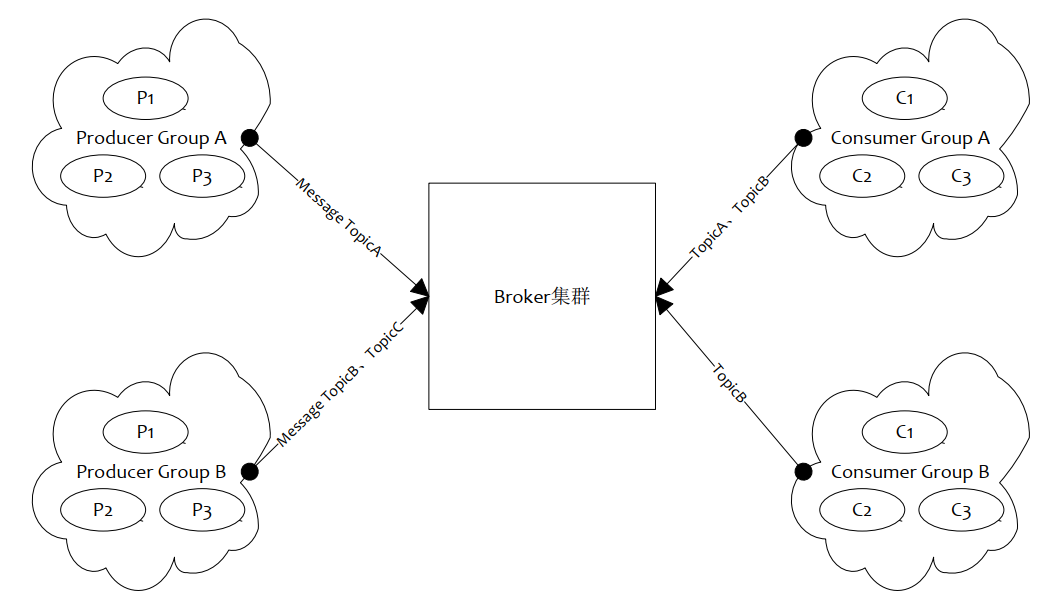 P1
Producer Group A
P2
P3
Message TopicA
C1
Consumer Group A
C2
C3
TopicA、TopicB
Broker集群
P1
Producer Group B
P2
P3
Message TopicB、TopicC
C1
Consumer Group B
C2
C3
TopicB